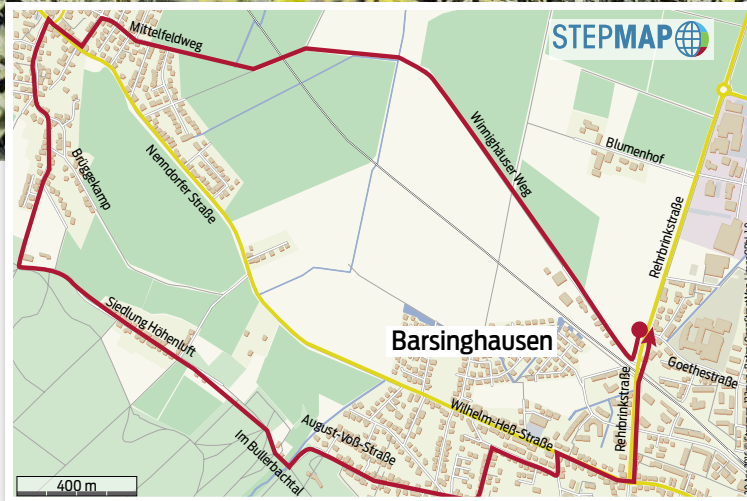 STEPMAP
Mittelfeldweg
Winnighäuser Weg
Blumenhof
Nenndorfer Straße
Brüggekamp
Rehrbrinkstraße
Siedlung Höhenluft
Barsinghausen
Goethestraße
Rehrbrinkstraße
Wilhelm-Heß-Straße
August-Voß-Straße
Im Bullerbachtal
400 m